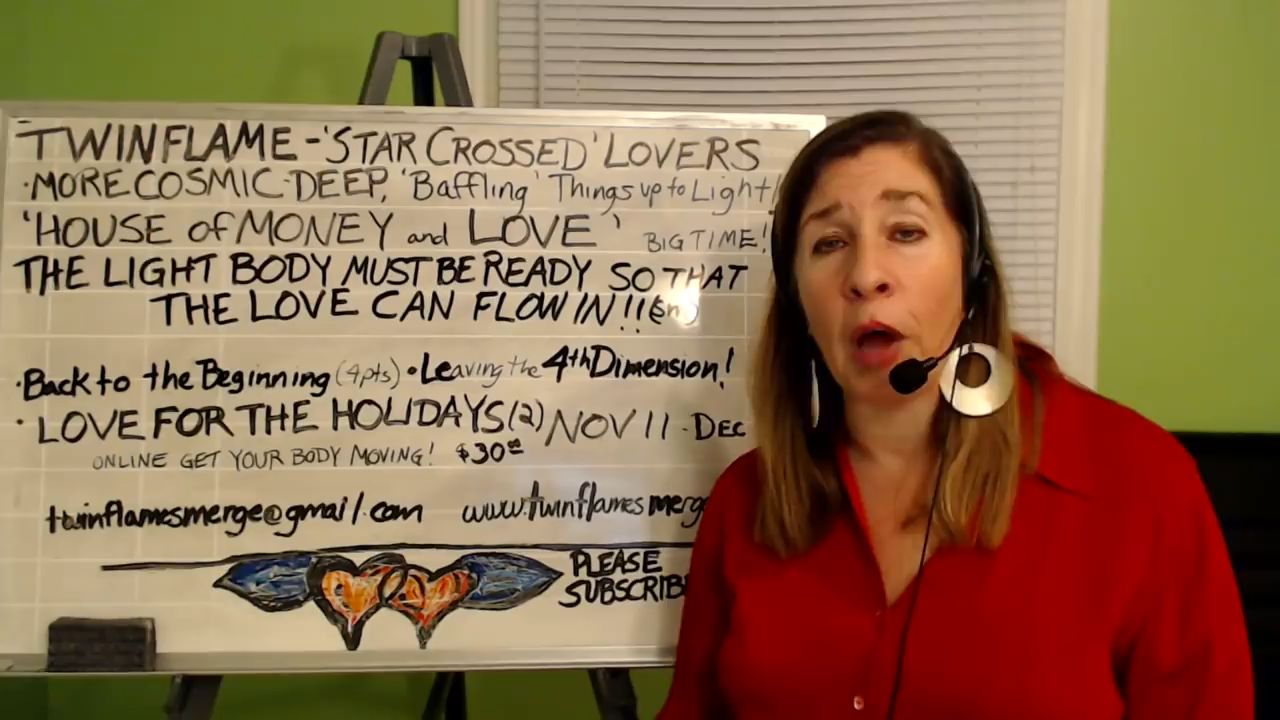 TWINFLAME-'STAR CROSSED' LOVERS
·MORE COSMIC-DEEP, 'Baffling' Things up to Light!
'HOUSE of MONEY and LOVE' BIG TIME!
THE LIGHT BODY MUST BE READY SO THAT
THE LOVE CAN FLOW IN!!
·Back to the Beginning (4pts) ·Leaving the 4th Dimension!
·LOVE FOR THE HOLIDAYS(2) NOV 11 - DEC
ONLINE GET YOUR BODY MOVING! $30.00
twinflamesmerge@gmail.com www.twinflamesmerge
PLEASE
SUBSCRIBE